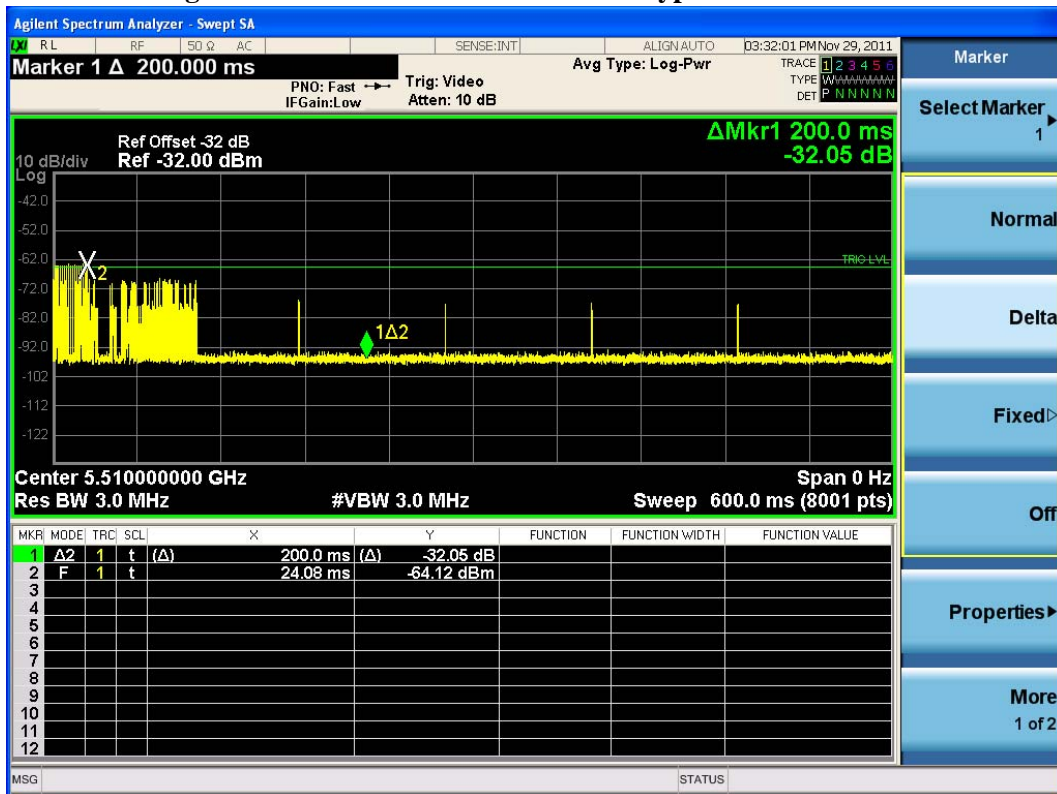 Agilent Spectrum Analyzer - Swept SA
LXI RL RF 50 Ω AC SENSE:INT ALIGN AUTO 03:32:01 PM Nov 29, 2011
Marker 1 Δ 200.000 ms
PNO: Fast
IFGain:Low
Trig: Video
Atten: 10 dB
Avg Type: Log-Pwr
TRACE 1 2 3 4 5 6
TYPE
DET P N N N N N
Ref Offset -32 dB
10 dB/div Ref -32.00 dBm
ΔMkr1 200.0 ms
-32.05 dB
Log
-42.0
-52.0
-62.0
TRIG LVL
2
-72.0
-82.0
1Δ2
-92.0
-102
-112
-122
Center 5.510000000 GHz Span 0 Hz
Res BW 3.0 MHz #VBW 3.0 MHz Sweep 600.0 ms (8001 pts)
MKR MODE TRC SCL X Y FUNCTION FUNCTION WIDTH FUNCTION VALUE
1 Δ2 1 t (Δ) 200.0 ms (Δ) -32.05 dB
2 F 1 t 24.08 ms -64.12 dBm
3
4
5
6
7
8
9
10
11
12
MSG STATUS
Marker
Select Marker
1
Normal
Delta
Fixed
Off
Properties
More
1 of 2